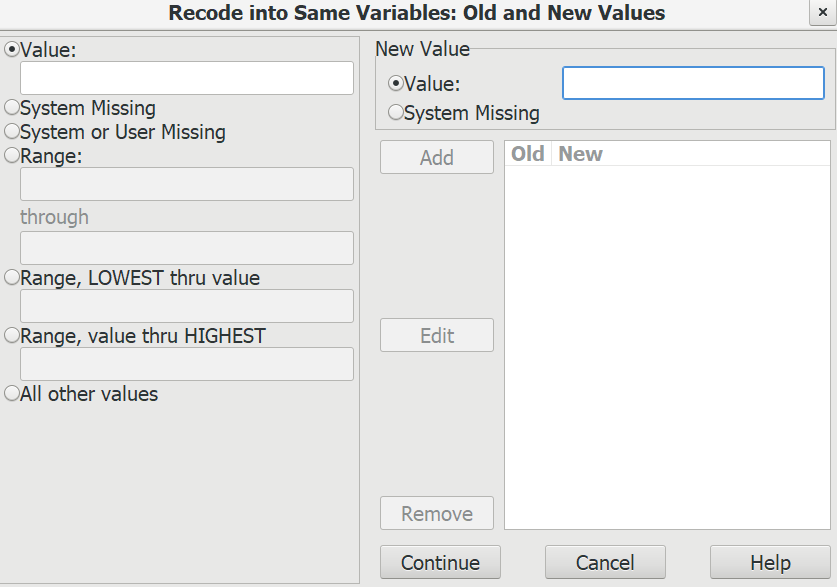 Recode into Same Variables: Old and New Values
Value:
System Missing
System or User Missing
Range:
through
Range, LOWEST thru value
Range, value thru HIGHEST
All other values
New Value
Value:
System Missing
Add
Old New
Edit
Remove
Continue Cancel Help